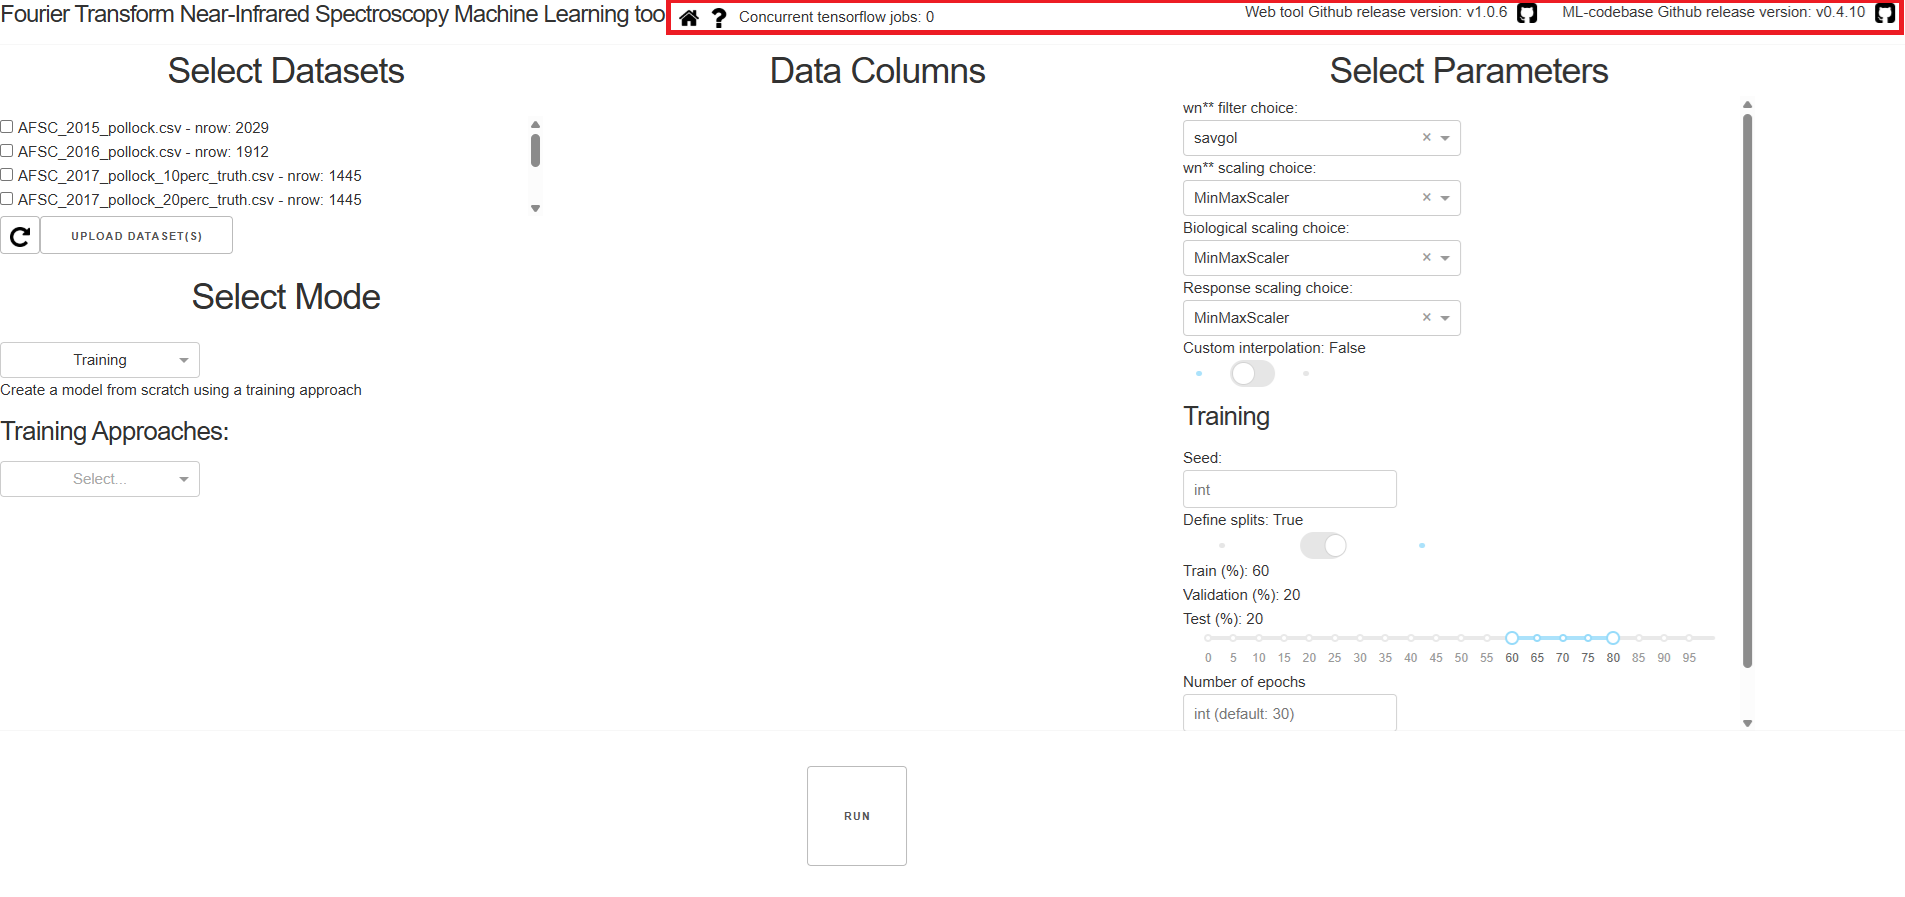 Fourier Transform Near-Infrared Spectroscopy Machine Learning too
? Concurrent tensorflow jobs: 0
Web tool Github release version: v1.0.6
ML-codebase Github release version: v0.4.10
Select Datasets
AFSC_2015_pollock.csv - nrow: 2029
AFSC_2016_pollock.csv - nrow: 1912
AFSC_2017_pollock_10perc_truth.csv - nrow: 1445
AFSC_2017_pollock_20perc_truth.csv - nrow: 1445
UPLOAD DATASET(S)
Select Mode
Training
Create a model from scratch using a training approach
Training Approaches:
Select...
Data Columns
Select Parameters
wn** filter choice:
savgol ×
wn** scaling choice:
MinMaxScaler ×
Biological scaling choice:
MinMaxScaler ×
Response scaling choice:
MinMaxScaler ×
Custom interpolation: False
Training
Seed:
int
Define splits: True
Train (%): 60
Validation (%): 20
Test (%): 20
0 5 10 15 20 25 30 35 40 45 50 55 60 65 70 75 80 85 90 95
Number of epochs
int (default: 30)
RUN